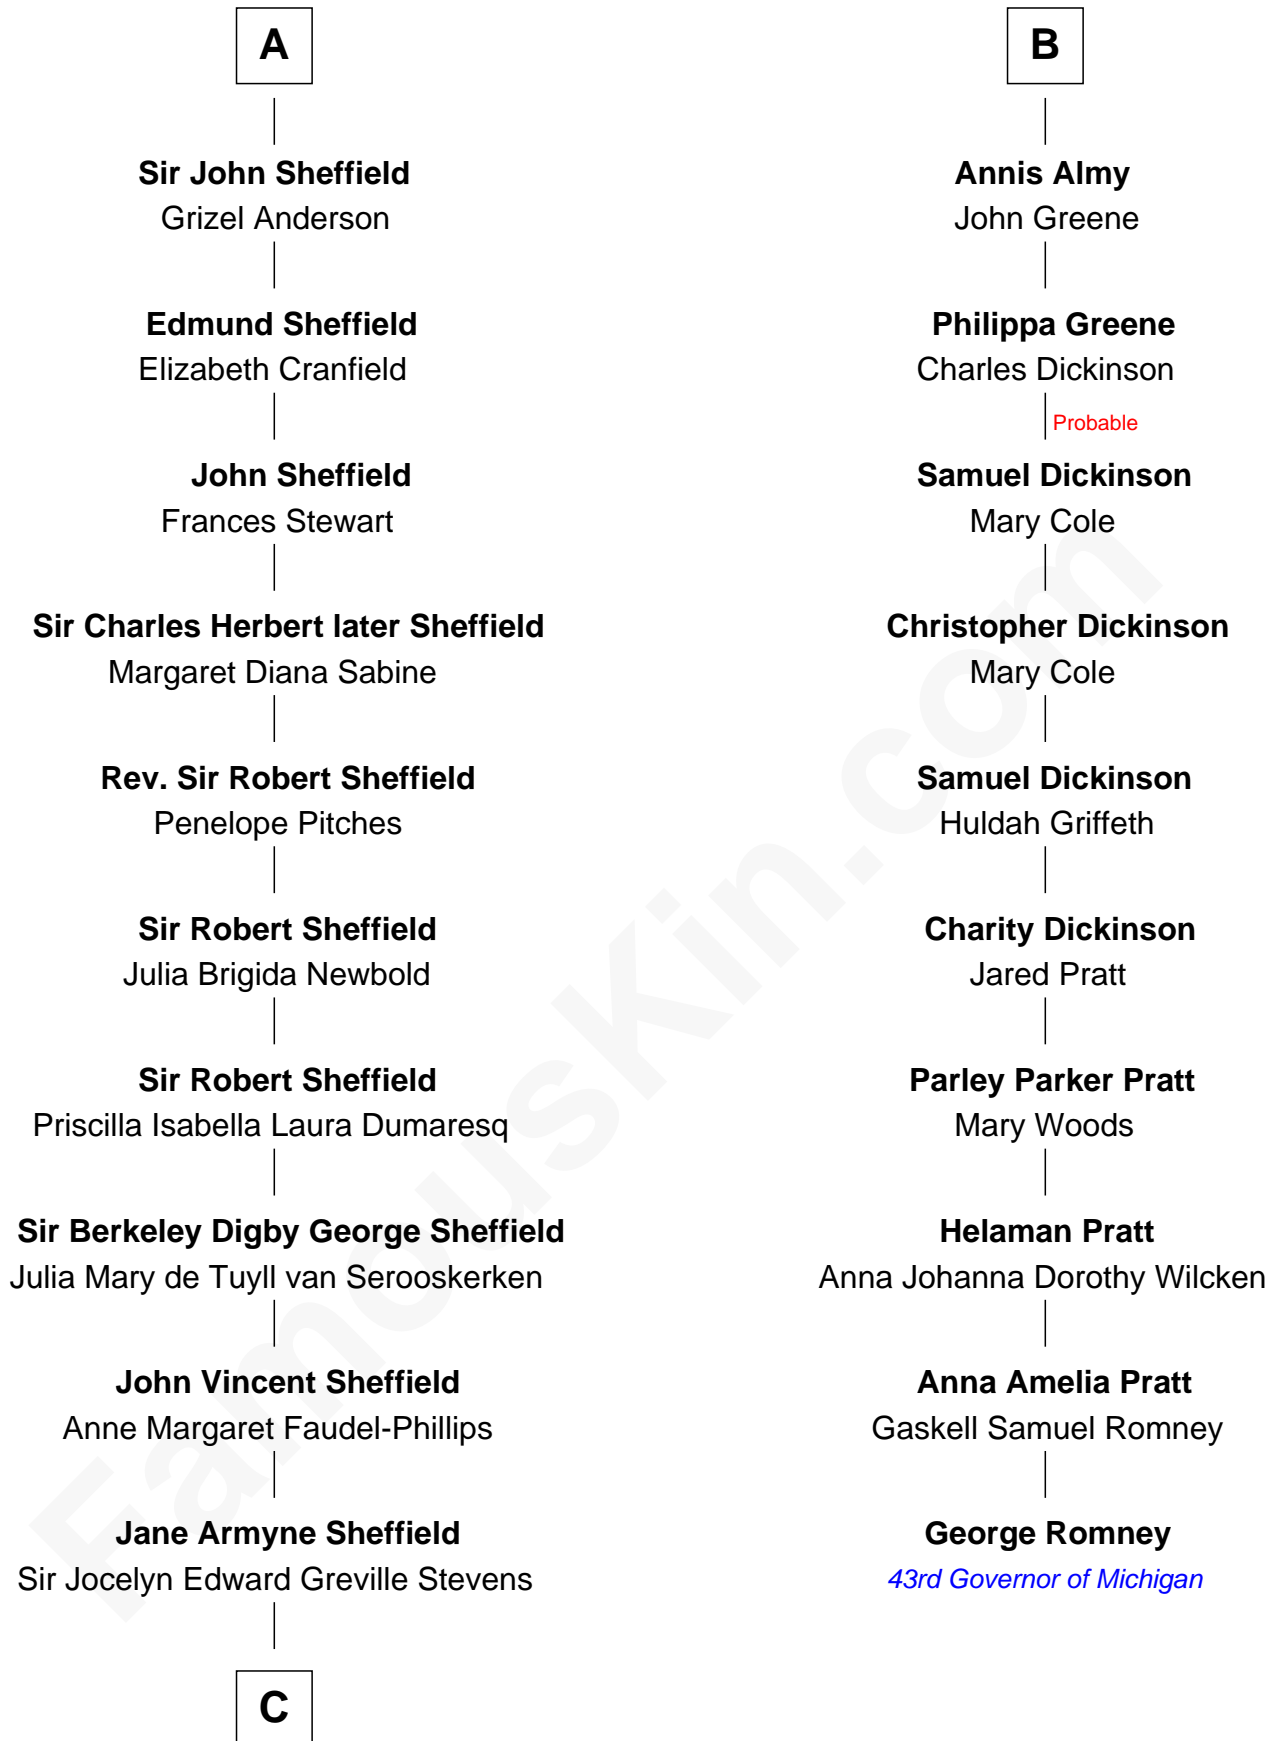 A
Sir John Sheffield
Grizel Anderson
Edmund Sheffield
Elizabeth Cranfield
John Sheffield
Frances Stewart
Sir Charles Herbert later Sheffield
Margaret Diana Sabine
Rev. Sir Robert Sheffield
Penelope Pitches
Sir Robert Sheffield
Julia Brigida Newbold
Sir Robert Sheffield
Priscilla Isabella Laura Dumaresq
Sir Berkeley Digby George Sheffield
Julia Mary de Tuyll van Serooskerken
John Vincent Sheffield
Anne Margaret Faudel-Phillips
Jane Armyne Sheffield
Sir Jocelyn Edward Greville Stevens
C
B
Annis Almy
John Greene
Philippa Greene
Charles Dickinson
Probable
Samuel Dickinson
Mary Cole
Christopher Dickinson
Mary Cole
Samuel Dickinson
Huldah Griffeth
Charity Dickinson
Jared Pratt
Parley Parker Pratt
Mary Woods
Helaman Pratt
Anna Johanna Dorothy Wilcken
Anna Amelia Pratt
Gaskell Samuel Romney
George Romney
43rd Governor of Michigan
FamousKin.com